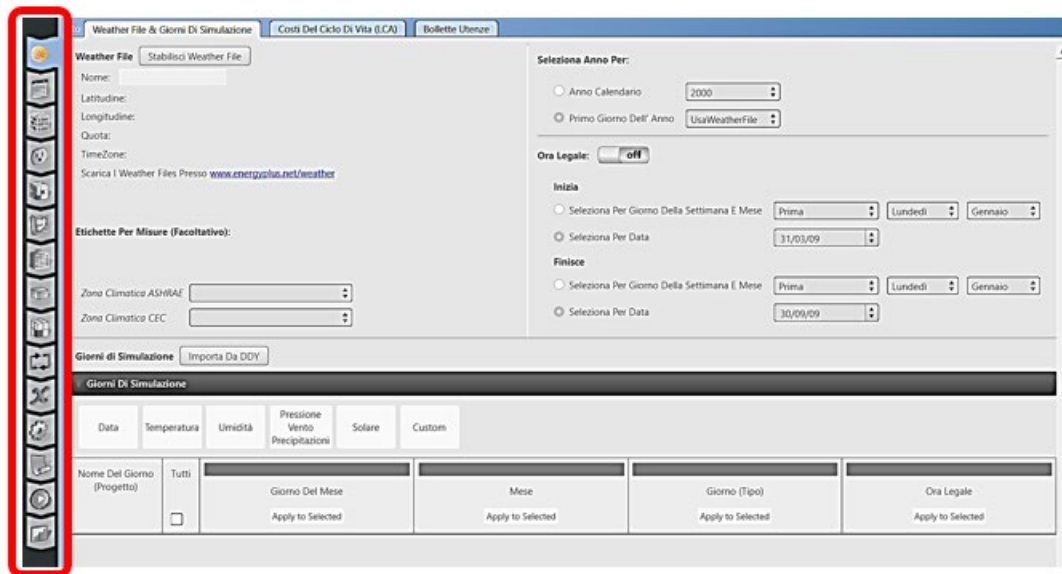 Weather File & Giorni Di Simulazione
Costi Del Ciclo Di Vita (LCA)
Bollette Utenze
Weather File
Stabilisci Weather File
Nome:
Latitudine:
Longitudine:
Quota:
TimeZone:
Scarica I Weather Files Presso www.energyplus.net/weather
Etichette Per Misure (Facoltativo):
Zona Climatica ASHRAE
Zona Climatica CEC
Seleziona Anno Per:
Anno Calendario
2000
Primo Giorno Dell' Anno
UsaWeatherFile
Ora Legale:
off
Inizia
Seleziona Per Giorno Della Settimana E Mese
Prima
Lundedì
Gennaio
Seleziona Per Data
31/03/09
Finisce
Seleziona Per Giorno Della Settimana E Mese
Prima
Lundedì
Gennaio
Seleziona Per Data
30/09/09
Giorni di Simulazione
Importa Da DDY
Giorni Di Simulazione
Data
Temperatura
Umidità
Pressione
Vento
Precipitazioni
Solare
Custom
Nome Del Giorno
(Progetto)
Tutti
Giorno Del Mese
Apply to Selected
Mese
Apply to Selected
Giorno (Tipo)
Apply to Selected
Ora Legale
Apply to Selected